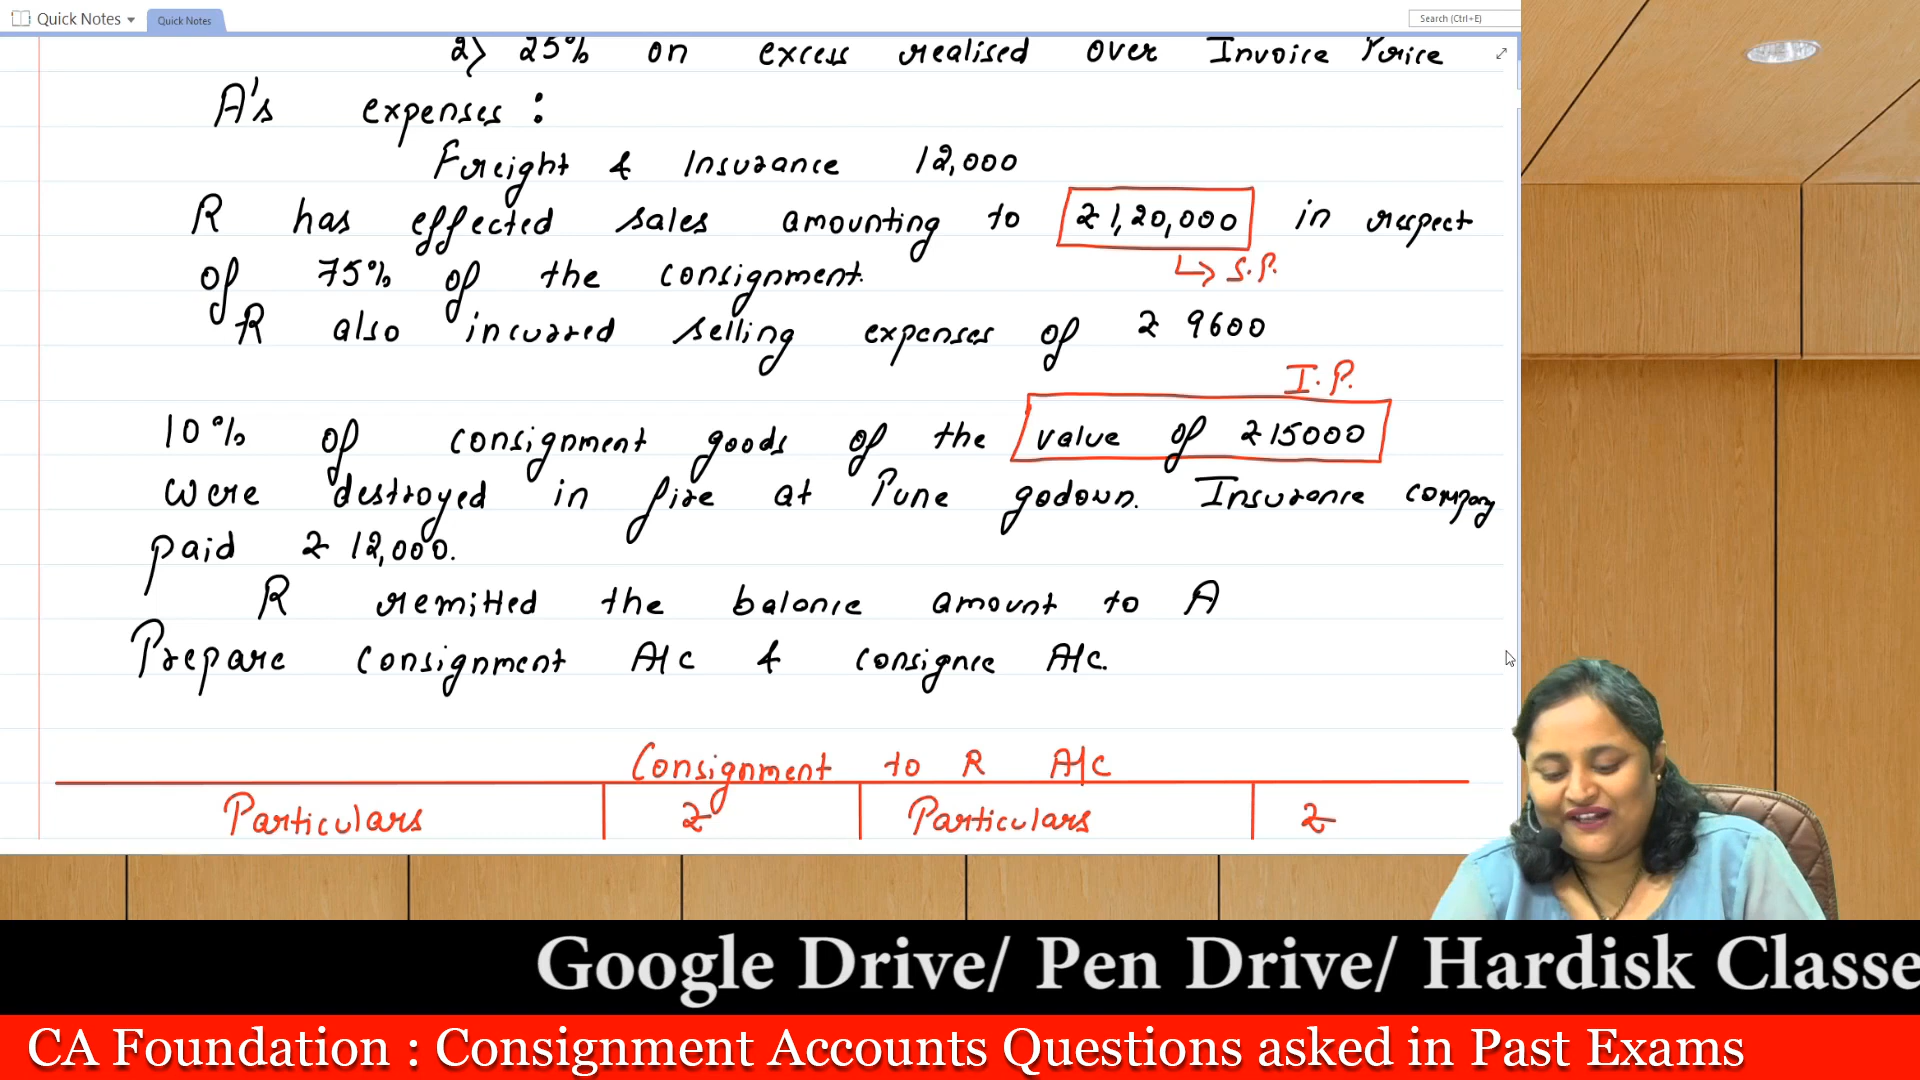 Quick Notes
Quick Notes
Search (Ctrl+E)
2) 25% on excess realised over Invoice Price
A's expenses :
Freight & Insurance 12,000
R has effected sales amounting to ₹ 1,20,000 in respect
↳ S.P.
of 75% of the consignment.
R also incurred selling expenses of ₹ 9600
I.P.
10% of consignment goods of the value of ₹ 15000
were destroyed in fire at Pune godown. Insurance company
paid ₹ 12,000.
R remitted the balance amount to A
Prepare consignment A/c & consignee A/c.
Consignment to R A/c
Particulars ₹ Particulars ₹
Google Drive/ Pen Drive/ Hardisk Classe
CA Foundation : Consignment Accounts Questions asked in Past Exams